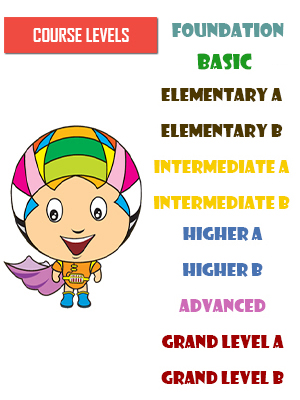 COURSE LEVELS
FOUNDATION
BASIC
ELEMENTARY A
ELEMENTARY B
INTERMEDIATE A
INTERMEDIATE B
HIGHER A
HIGHER B
ADVANCED
GRAND LEVEL A
GRAND LEVEL B